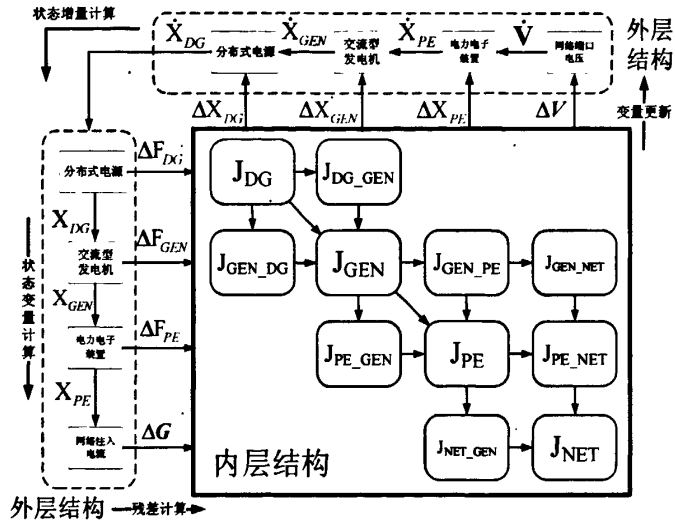 状态增量计算
Ẋ_DG
Ẋ_GEN
Ẋ_PE
V̇
外层
结构
分布式电源
交流型
发电机
电力电子
装置
网络端口
电压
ΔX_DG
ΔX_GEN
ΔX_PE
ΔV
变量更新
分布式电源
ΔF_DG
X_DG
交流型
发电机
ΔF_GEN
X_GEN
电力电子
装置
ΔF_PE
X_PE
网络注入
电流
ΔG
状态变量计算
J_DG
J_DG_GEN
J_GEN_DG
J_GEN
J_GEN_PE
J_GEN_NET
J_PE_GEN
J_PE
J_PE_NET
J_NET_GEN
J_NET
内层结构
外层结构
残差计算